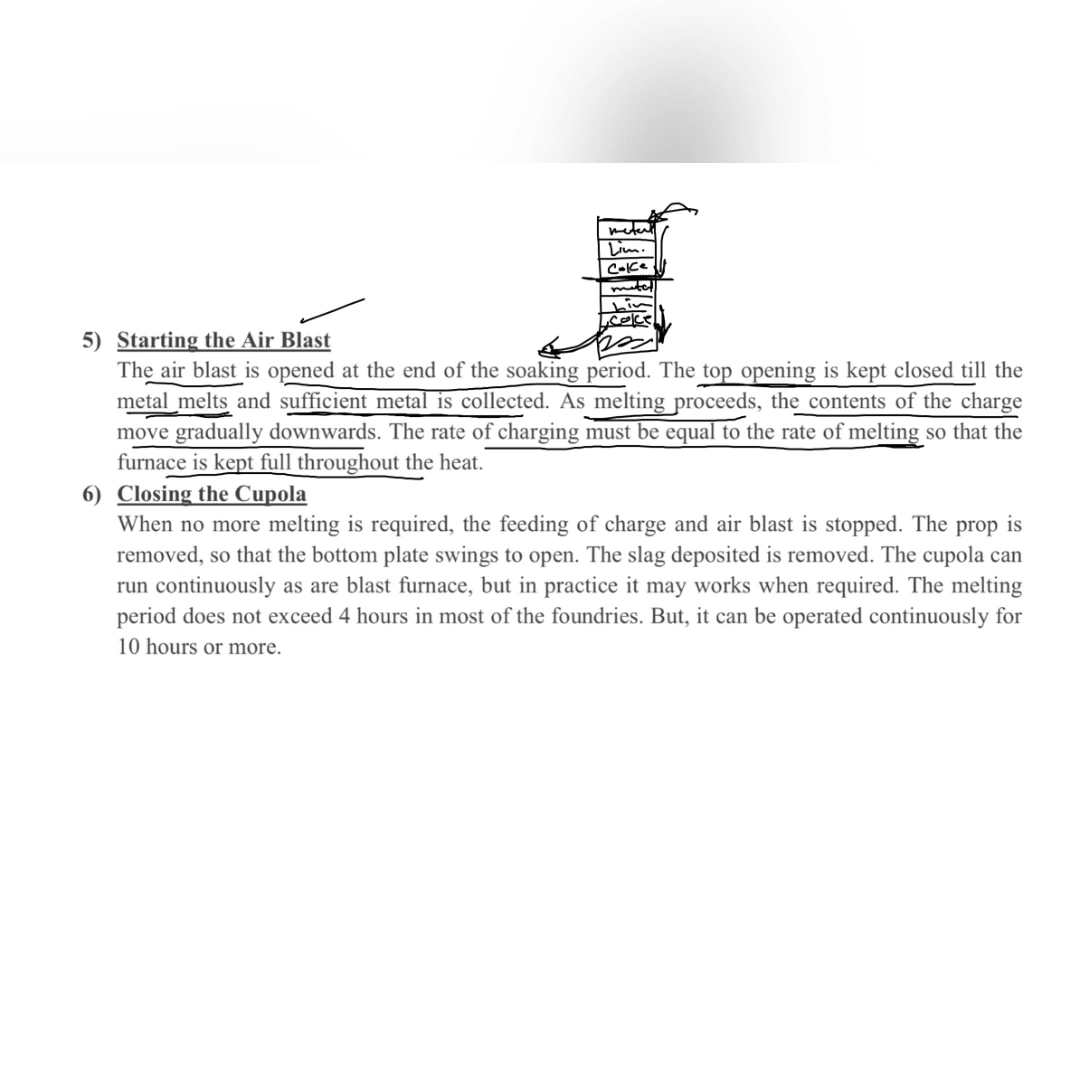 metal
Lim.
Coke
metal
Lim
Coke
5) Starting the Air Blast
The air blast is opened at the end of the soaking period. The top opening is kept closed till the
metal melts and sufficient metal is collected. As melting proceeds, the contents of the charge
move gradually downwards. The rate of charging must be equal to the rate of melting so that the
furnace is kept full throughout the heat.
6) Closing the Cupola
When no more melting is required, the feeding of charge and air blast is stopped. The prop is
removed, so that the bottom plate swings to open. The slag deposited is removed. The cupola can
run continuously as are blast furnace, but in practice it may works when required. The melting
period does not exceed 4 hours in most of the foundries. But, it can be operated continuously for
10 hours or more.